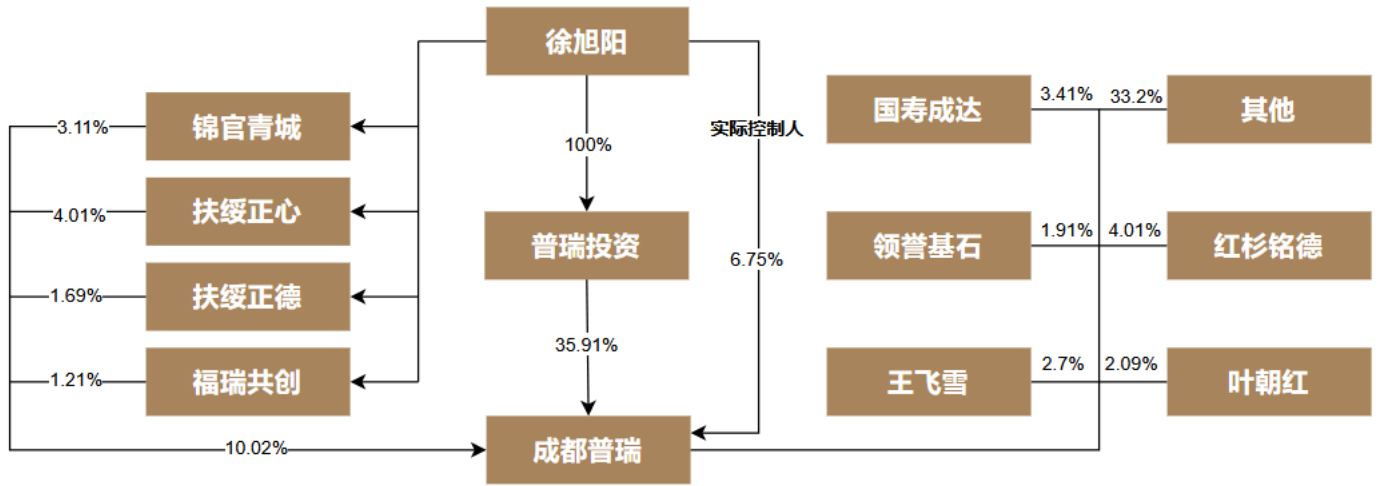 徐旭阳
锦官青城
3.11%
扶绥正心
4.01%
扶绥正德
1.69%
福瑞共创
1.21%
10.02%
100%
普瑞投资
35.91%
实际控制人
6.75%
成都普瑞
国寿成达
3.41%
33.2%
其他
领誉基石
1.91%
4.01%
红杉铭德
王飞雪
2.7%
2.09%
叶朝红